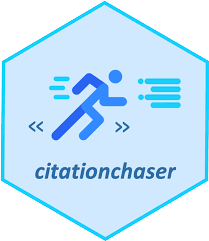 « »
citationchaser